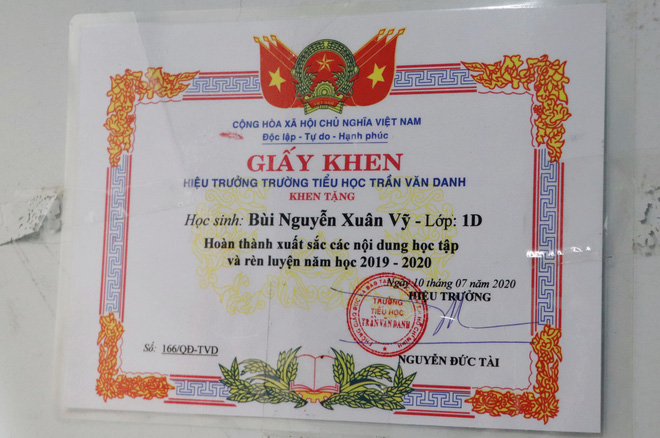 CỘNG HÒA XÃ HỘI CHỦ NGHĨA VIỆT NAM
Độc lập - Tự do - Hạnh phúc
GIẤY KHEN
HIỆU TRƯỞNG TRƯỜNG TIỂU HỌC TRẦN VĂN DANH
KHEN TẶNG
Học sinh: Bùi Nguyễn Xuân Vỹ - Lớp: 1D
Hoàn thành xuất sắc các nội dung học tập
và rèn luyện năm học 2019 - 2020
Ngày 10 tháng 07 năm 2020
HIỆU TRƯỞNG
TRƯỜNG
TIỂU HỌC
TRẦN VĂN DANH
Số: 166/QĐ-TVD
NGUYỄN ĐỨC TÀI